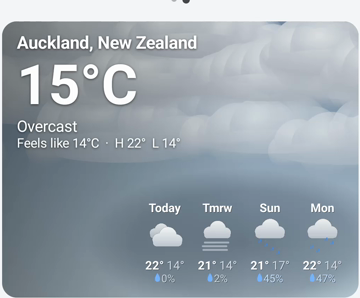 Auckland, New Zealand
15°C
Overcast
Feels like 14°C · H 22° L 14°
Today Tmrw Sun Mon
22° 14° 21° 14° 21° 17° 22° 14°
0% 2% 45% 47%